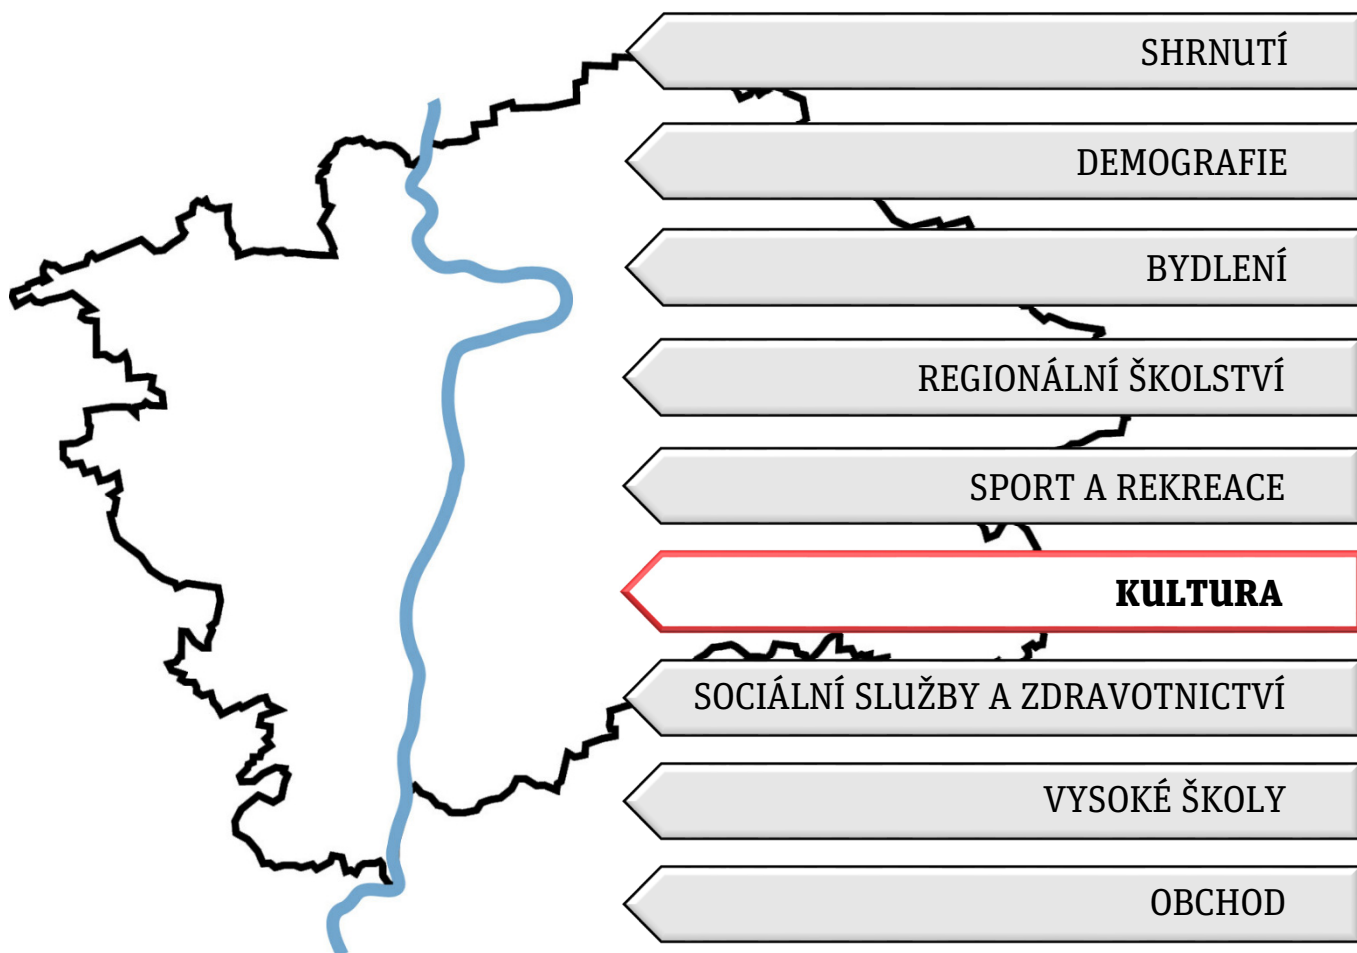 SHRNUTÍ
DEMOGRAFIE
BYDLENÍ
REGIONÁLNÍ ŠKOLSTVÍ
SPORT A REKREACE
KULTURA
SOCIÁLNÍ SLUŽBY A ZDRAVOTNICTVÍ
VYSOKÉ ŠKOLY
OBCHOD